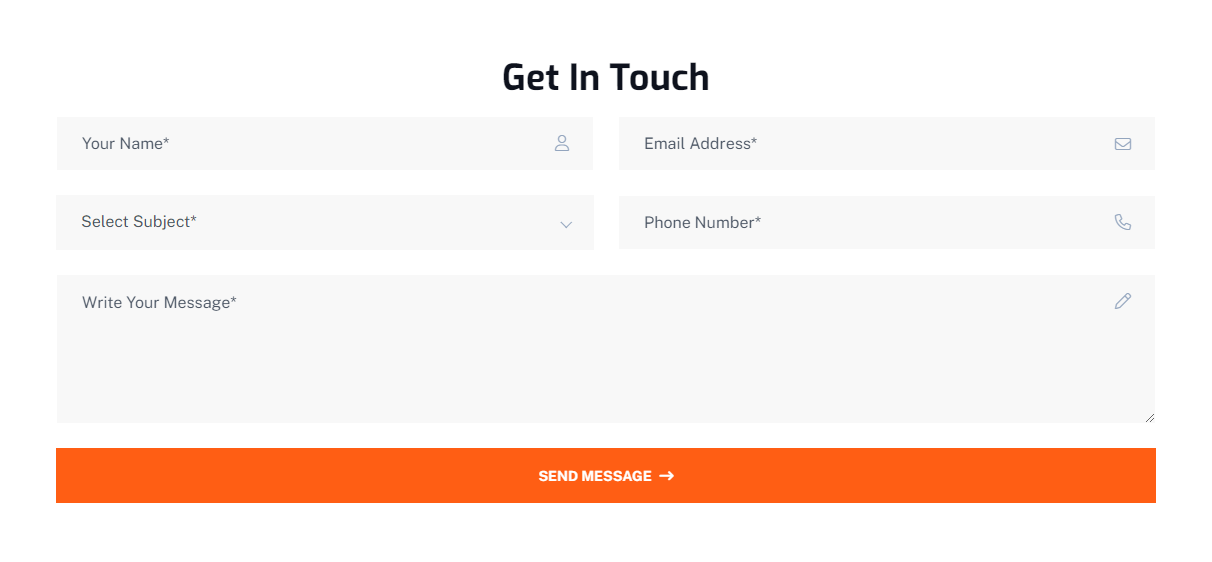 Get In Touch
Your Name*
Email Address*
Select Subject*
Phone Number*
Write Your Message*
SEND MESSAGE →